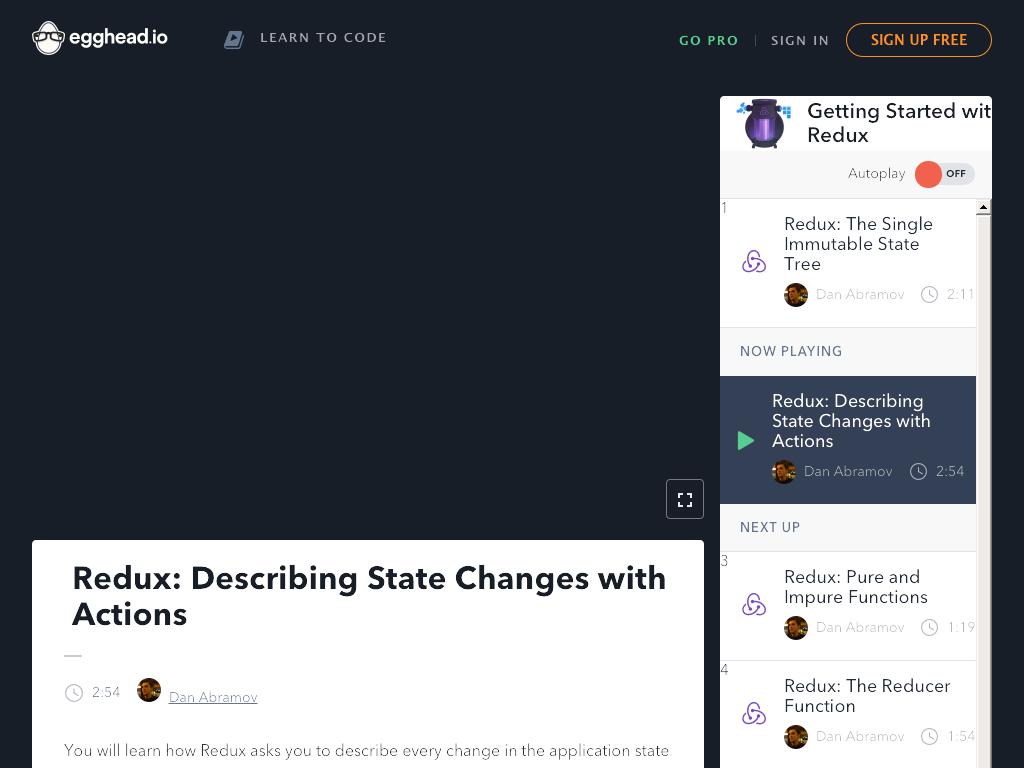 egghead.io
LEARN TO CODE
GO PRO
SIGN IN
SIGN UP FREE
Getting Started wit
Redux
Autoplay
OFF
1
Redux: The Single
Immutable State
Tree
Dan Abramov
2:11
NOW PLAYING
Redux: Describing
State Changes with
Actions
Dan Abramov
2:54
NEXT UP
3
Redux: Pure and
Impure Functions
Dan Abramov
1:19
4
Redux: The Reducer
Function
Dan Abramov
1:54
Redux: Describing State Changes with
Actions
2:54
Dan Abramov
You will learn how Redux asks you to describe every change in the application state